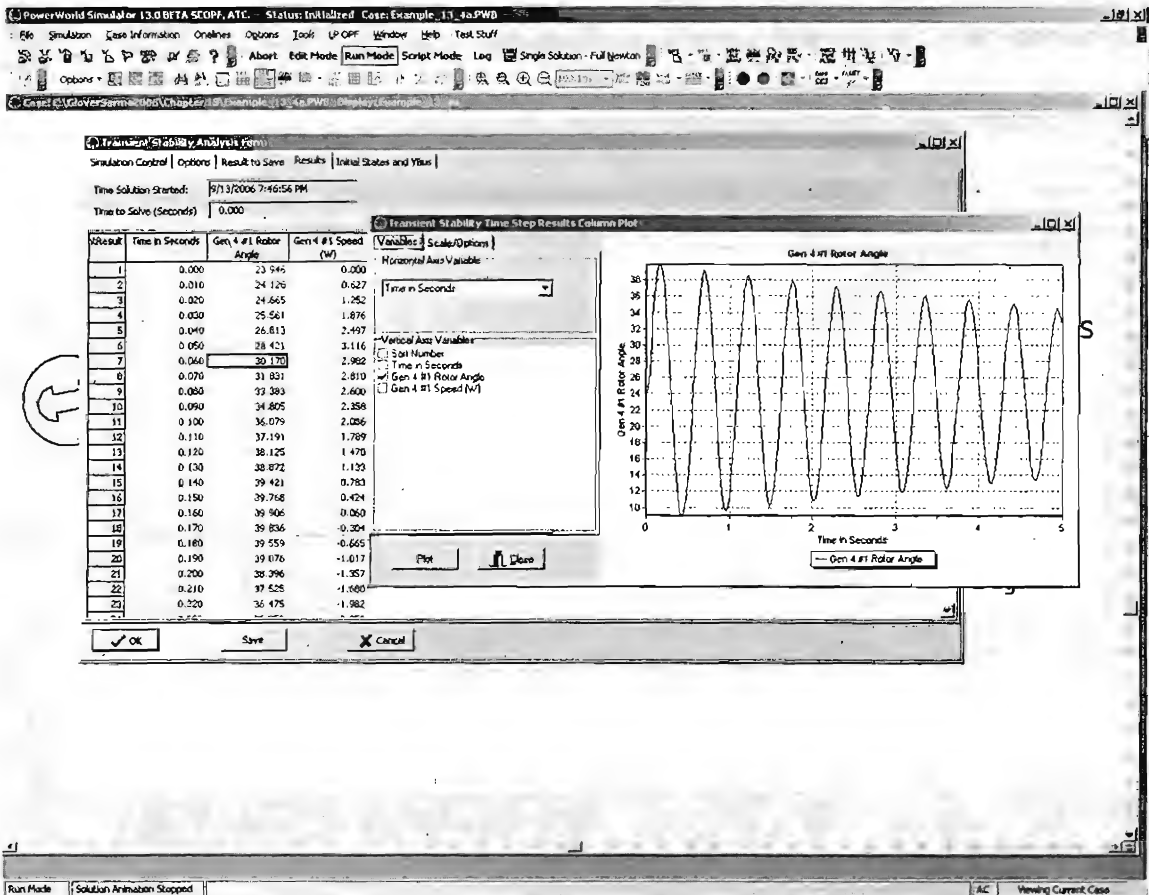 PowerWorld Simulator 13.0 BETA SCOPF, ATC. - Status: Initialized Case: Example_13_4a.PWB
File Simulation Case Information Onelines Options Tools LP OPF Window Help Test Stuff
Abort Edit Mode Run Mode Script Mode Log Single Solution - Full Newton
Options
Case: C:\GloverSarma2006\Chapter 13\Example_13_4a.PWB Display: Example_13_4a
Transient Stability Analysis Form
Simulation Control Options Result to Save Results Initial States and YBus
Time Solution Started: 9/13/2006 7:46:56 PM
Time to Solve (Seconds) 0.000
Result Time in Seconds Gen 4 #1 Rotor Angle Gen 4 #1 Speed (W)
1 0.000 23.946 0.000
2 0.010 24.126 0.627
3 0.020 24.665 1.252
4 0.030 25.561 1.876
5 0.040 26.813 2.497
6 0.050 28.421 3.116
7 0.060 30.170 2.982
8 0.070 31.831 2.810
9 0.080 33.383 2.600
10 0.090 34.805 2.358
11 0.100 36.079 2.086
12 0.110 37.191 1.789
13 0.120 38.125 1.470
14 0.130 38.872 1.133
15 0.140 39.421 0.783
16 0.150 39.768 0.424
17 0.160 39.906 0.060
18 0.170 39.836 -0.304
19 0.180 39.559 -0.665
20 0.190 39.076 -1.017
21 0.200 38.396 -1.357
22 0.210 37.525 -1.680
23 0.220 36.475 -1.982
OK Save Cancel
Transient Stability Time Step Results Column Plot
Variables Scale/Options
Horizontal Axis Variable
Time in Seconds
Vertical Axis Variables
Sort Number
Time in Seconds
Gen 4 #1 Rotor Angle
Gen 4 #1 Speed (W)
Plot Close
Gen 4 #1 Rotor Angle
Gen 4 #1 Rotor Angle
38
36
34
32
30
28
26
24
22
20
18
16
14
12
10
0 1 2 3 4 5
Time in Seconds
Gen 4 #1 Rotor Angle
S
Run Mode Solution Animation Stopped AC Viewing Current Case